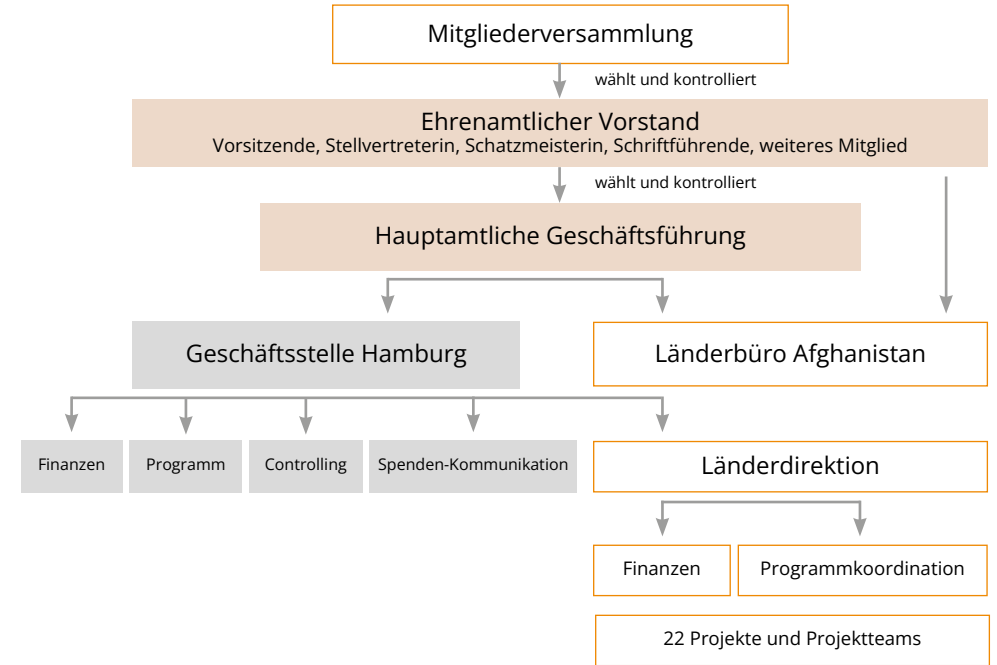 Mitgliederversammlung
wählt und kontrolliert
Ehrenamtlicher Vorstand
Vorsitzende, Stellvertreterin, Schatzmeisterin, Schriftführende, weiteres Mitglied
wählt und kontrolliert
Hauptamtliche Geschäftsführung
Geschäftsstelle Hamburg
Länderbüro Afghanistan
Finanzen
Programm
Controlling
Spenden-Kommunikation
Länderdirektion
Finanzen
Programmkoordination
22 Projekte und Projektteams